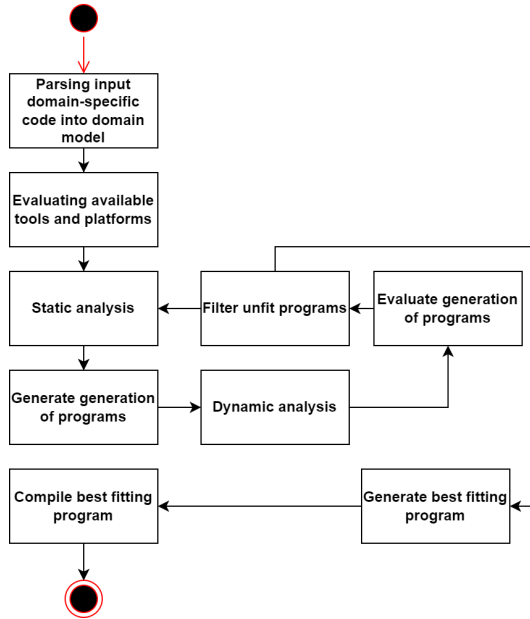 Parsing input
domain-specific
code into domain
model
Evaluating available
tools and platforms
Static analysis
Filter unfit programs
Evaluate generation
of programs
Generate generation
of programs
Dynamic analysis
Compile best fitting
program
Generate best fitting
program